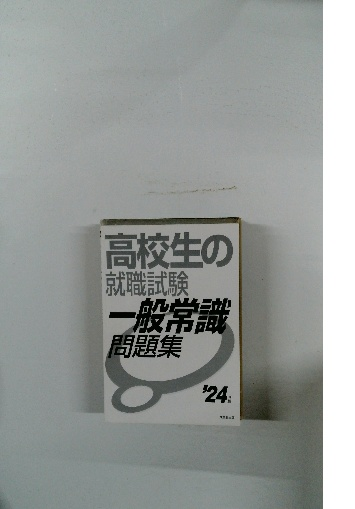 高校生の
就職試験
一般常識
問題集
'24年版